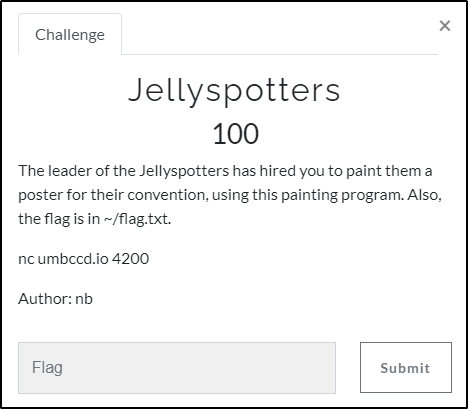 Challenge
×
Jellyspotters
100
The leader of the Jellyspotters has hired you to paint them a
poster for their convention, using this painting program. Also,
the flag is in ~/flag.txt.
nc umbccd.io 4200
Author: nb
Flag
Submit